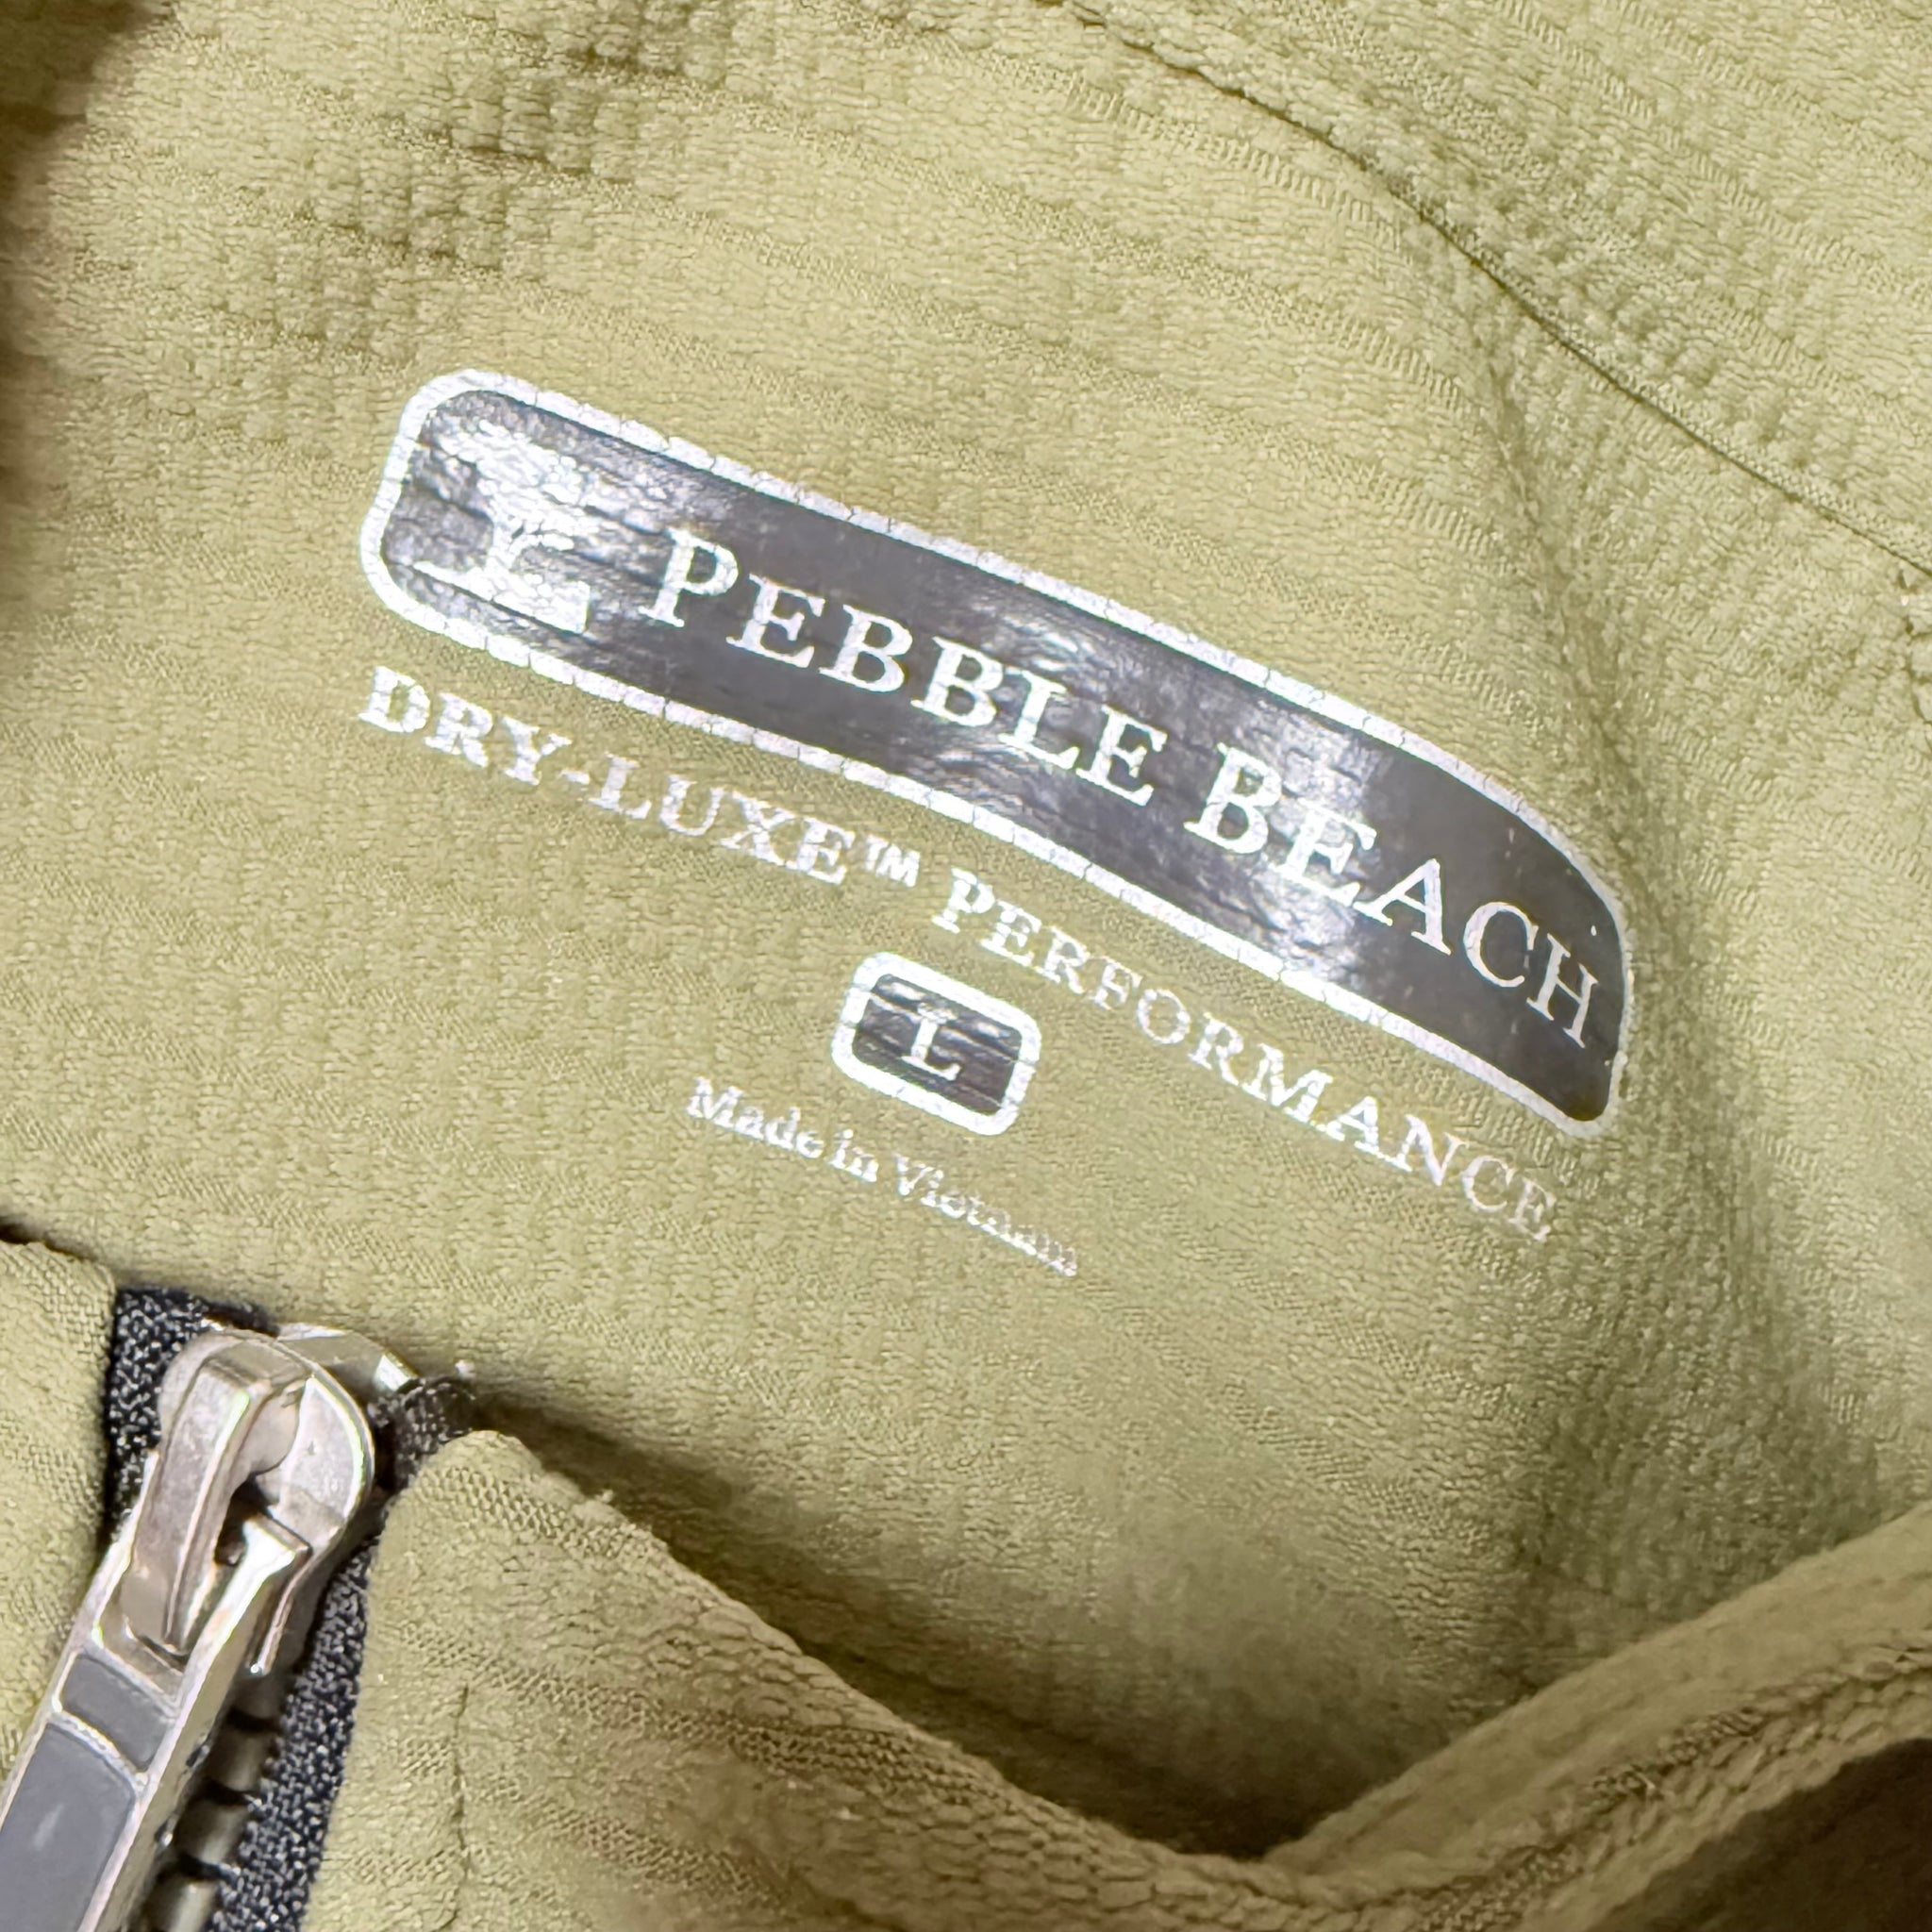 PEBBLE BEACH
DRY-LUXE™ PERFORMANCE
L
Made in Vietnam